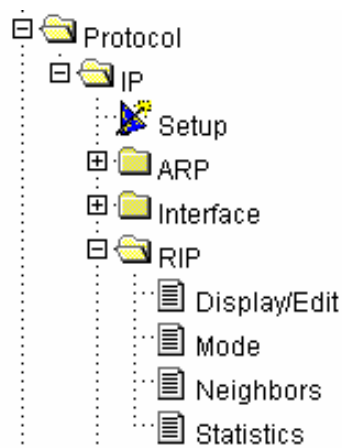 Protocol
IP
Setup
ARP
Interface
RIP
Display/Edit
Mode
Neighbors
Statistics